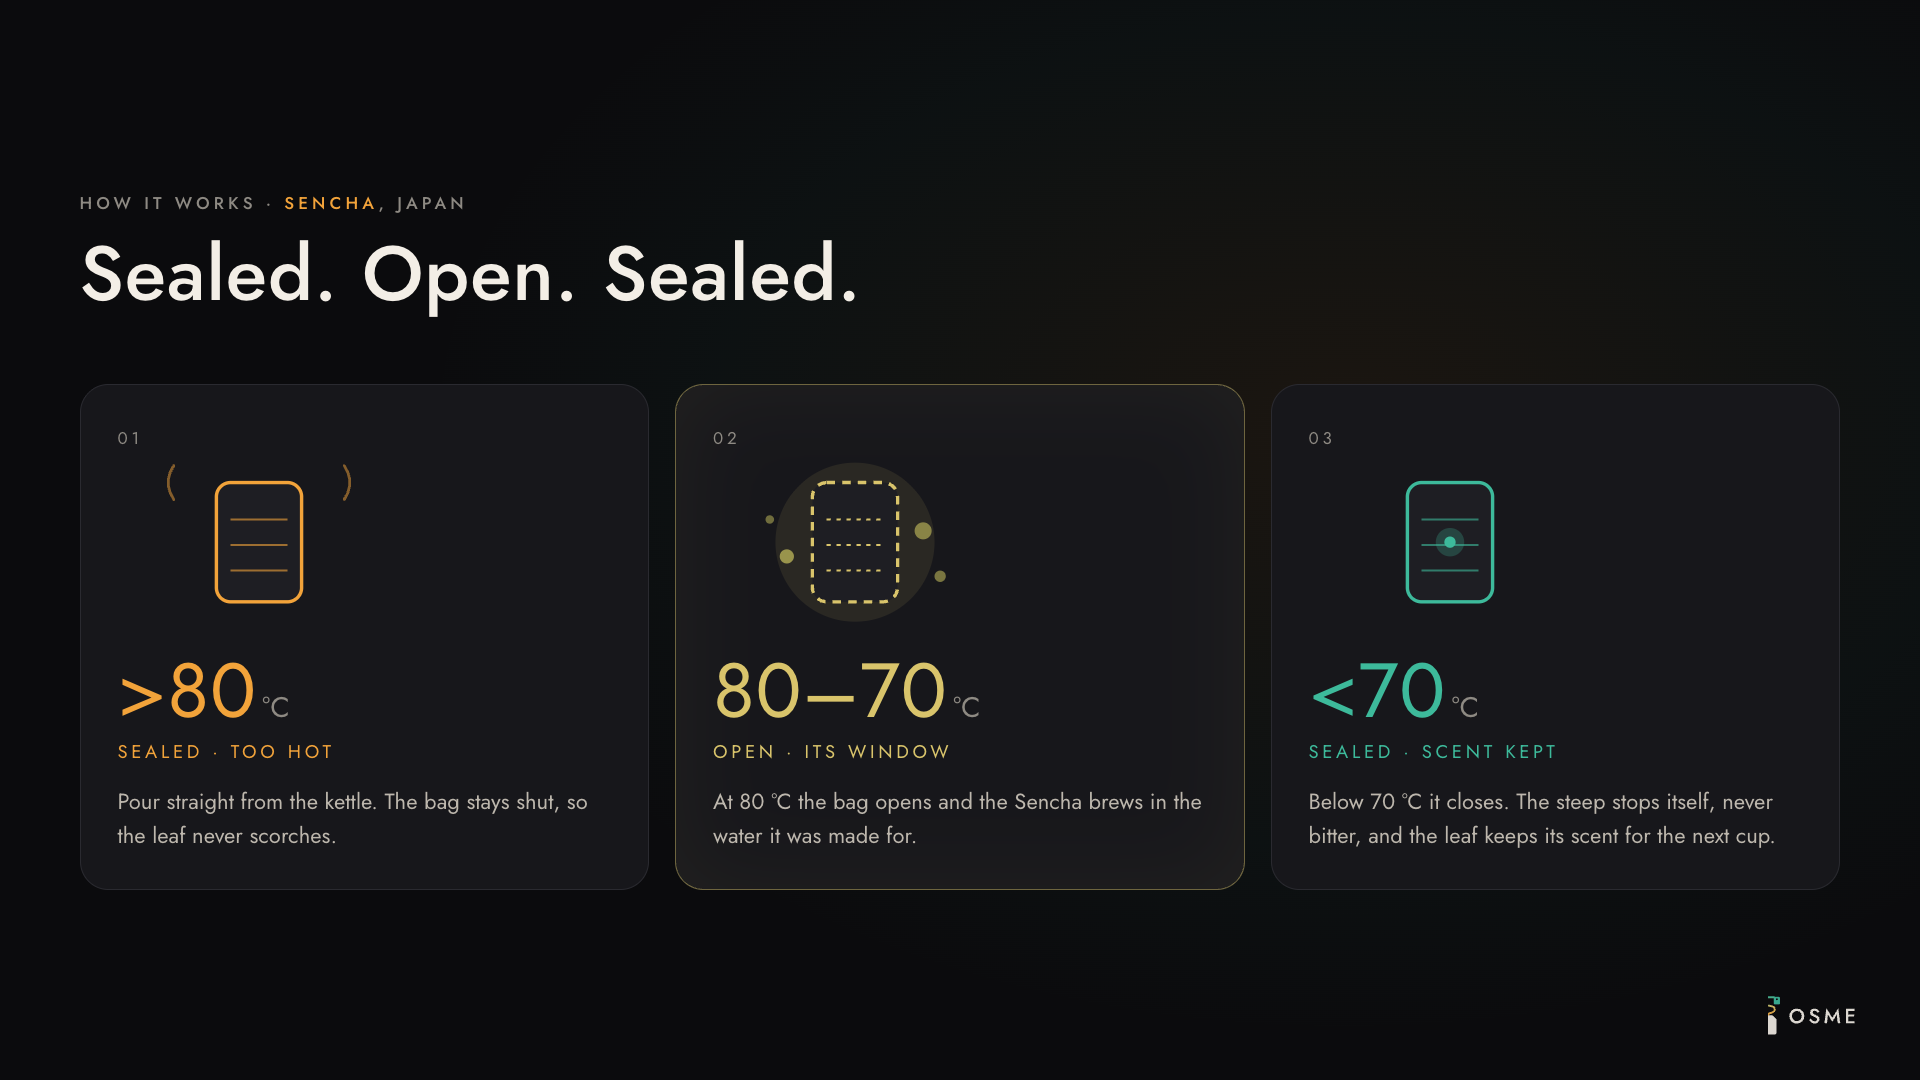 HOW IT WORKS · SENCHA, JAPAN
Sealed. Open. Sealed.
01
>80 °C
SEALED · TOO HOT
Pour straight from the kettle. The bag stays shut, so
the leaf never scorches.
02
80–70 °C
OPEN · ITS WINDOW
At 80 °C the bag opens and the Sencha brews in the
water it was made for.
03
<70 °C
SEALED · SCENT KEPT
Below 70 °C it closes. The steep stops itself, never
bitter, and the leaf keeps its scent for the next cup.
OSME